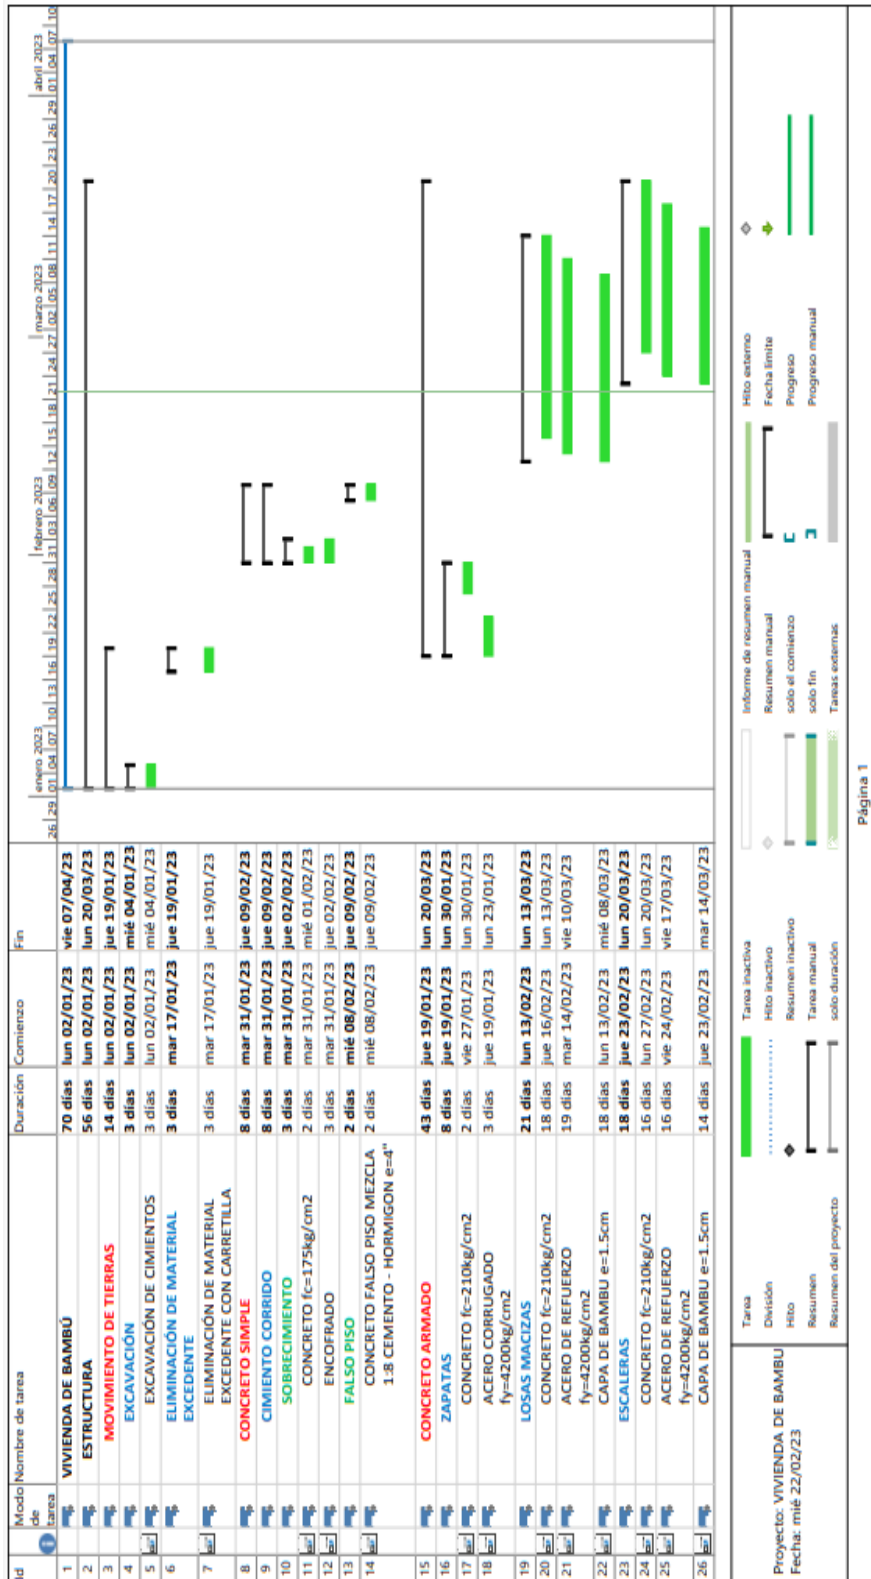 Id
Modo de tarea
Nombre de tarea
Duración
Comienzo
Fin
enero 2023
febrero 2023
marzo 2023
abril 2023
26 29 01 04 07 10 13 16 19 22 25 28 31 03 06 09 12 15 18 21 24 27 02 05 08 11 14 17 20 23 26 29 01 04 07 10
1 VIVIENDA DE BAMBÚ 70 días lun 02/01/23 vie 07/04/23
2 ESTRUCTURA 56 días lun 02/01/23 lun 20/03/23
3 MOVIMIENTO DE TIERRAS 14 días lun 02/01/23 jue 19/01/23
4 EXCAVACIÓN 3 días lun 02/01/23 mié 04/01/23
5 EXCAVACIÓN DE CIMIENTOS 3 días lun 02/01/23 mié 04/01/23
6 ELIMINACIÓN DE MATERIAL 3 días mar 17/01/23 jue 19/01/23
EXCEDENTE
7 ELIMINACIÓN DE MATERIAL 3 días mar 17/01/23 jue 19/01/23
EXCEDENTE CON CARRETILLA
8 CONCRETO SIMPLE 8 días mar 31/01/23 jue 09/02/23
9 CIMIENTO CORRIDO 8 días mar 31/01/23 jue 09/02/23
10 SOBRECIMIENTO 3 días mar 31/01/23 jue 02/02/23
11 CONCRETO fc=175kg/cm2 2 días mar 31/01/23 mié 01/02/23
12 ENCOFRADO 3 días mar 31/01/23 jue 02/02/23
13 FALSO PISO 2 días mié 08/02/23 jue 09/02/23
14 CONCRETO FALSO PISO MEZCLA 2 días mié 08/02/23 jue 09/02/23
1:8 CEMENTO - HORMIGON e=4"
15 CONCRETO ARMADO 43 días jue 19/01/23 lun 20/03/23
16 ZAPATAS 8 días jue 19/01/23 lun 30/01/23
17 CONCRETO fc=210kg/cm2 2 días vie 27/01/23 lun 30/01/23
18 ACERO CORRUGADO 3 días jue 19/01/23 lun 23/01/23
fy=4200kg/cm2
19 LOSAS MACIZAS 21 días lun 13/02/23 lun 13/03/23
20 CONCRETO fc=210kg/cm2 18 días jue 16/02/23 lun 13/03/23
21 ACERO DE REFUERZO 19 días mar 14/02/23 vie 10/03/23
fy=4200kg/cm2
22 CAPA DE BAMBU e=1.5cm 18 días lun 13/02/23 mié 08/03/23
23 ESCALERAS 18 días jue 23/02/23 lun 20/03/23
24 CONCRETO fc=210kg/cm2 16 días lun 27/02/23 lun 20/03/23
25 ACERO DE REFUERZO 16 días vie 24/02/23 vie 17/03/23
fy=4200kg/cm2
26 CAPA DE BAMBU e=1.5cm 14 días jue 23/02/23 mar 14/03/23
Proyecto: VIVIENDA DE BAMBU
Fecha: mié 22/02/23
Tarea
División
Hito
Resumen
Resumen del proyecto
Tarea inactiva
Hito inactivo
Resumen inactivo
Tarea manual
solo duración
Informe de resumen manual
Resumen manual
solo el comienzo
solo fin
Tareas externas
Hito externo
Fecha límite
Progreso
Progreso manual
Página 1